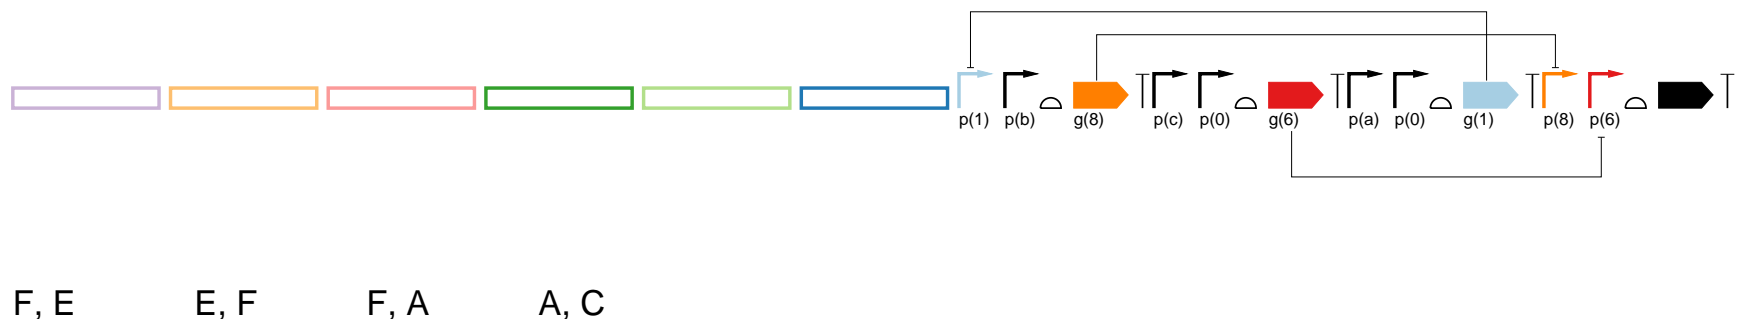 p(1) p(b) g(8) p(c) p(0) g(6) p(a) p(0) g(1) p(8) p(6)
F, E E, F F, A A, C